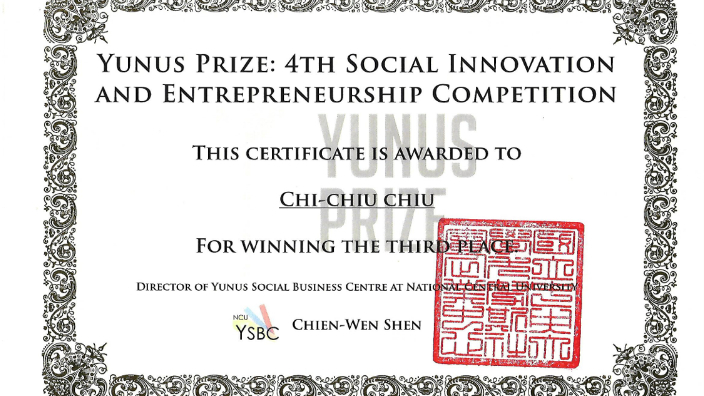 YUNUS PRIZE: 4TH SOCIAL INNOVATION
AND ENTREPRENEURSHIP COMPETITION
YUNUS
PRIZE
THIS CERTIFICATE IS AWARDED TO
CHI-CHIU CHIU
FOR WINNING THE THIRD PLACE.
DIRECTOR OF YUNUS SOCIAL BUSINESS CENTRE AT NATIONAL CENTRAL UNIVERSITY
NCU
YSBC
CHIEN-WEN SHEN